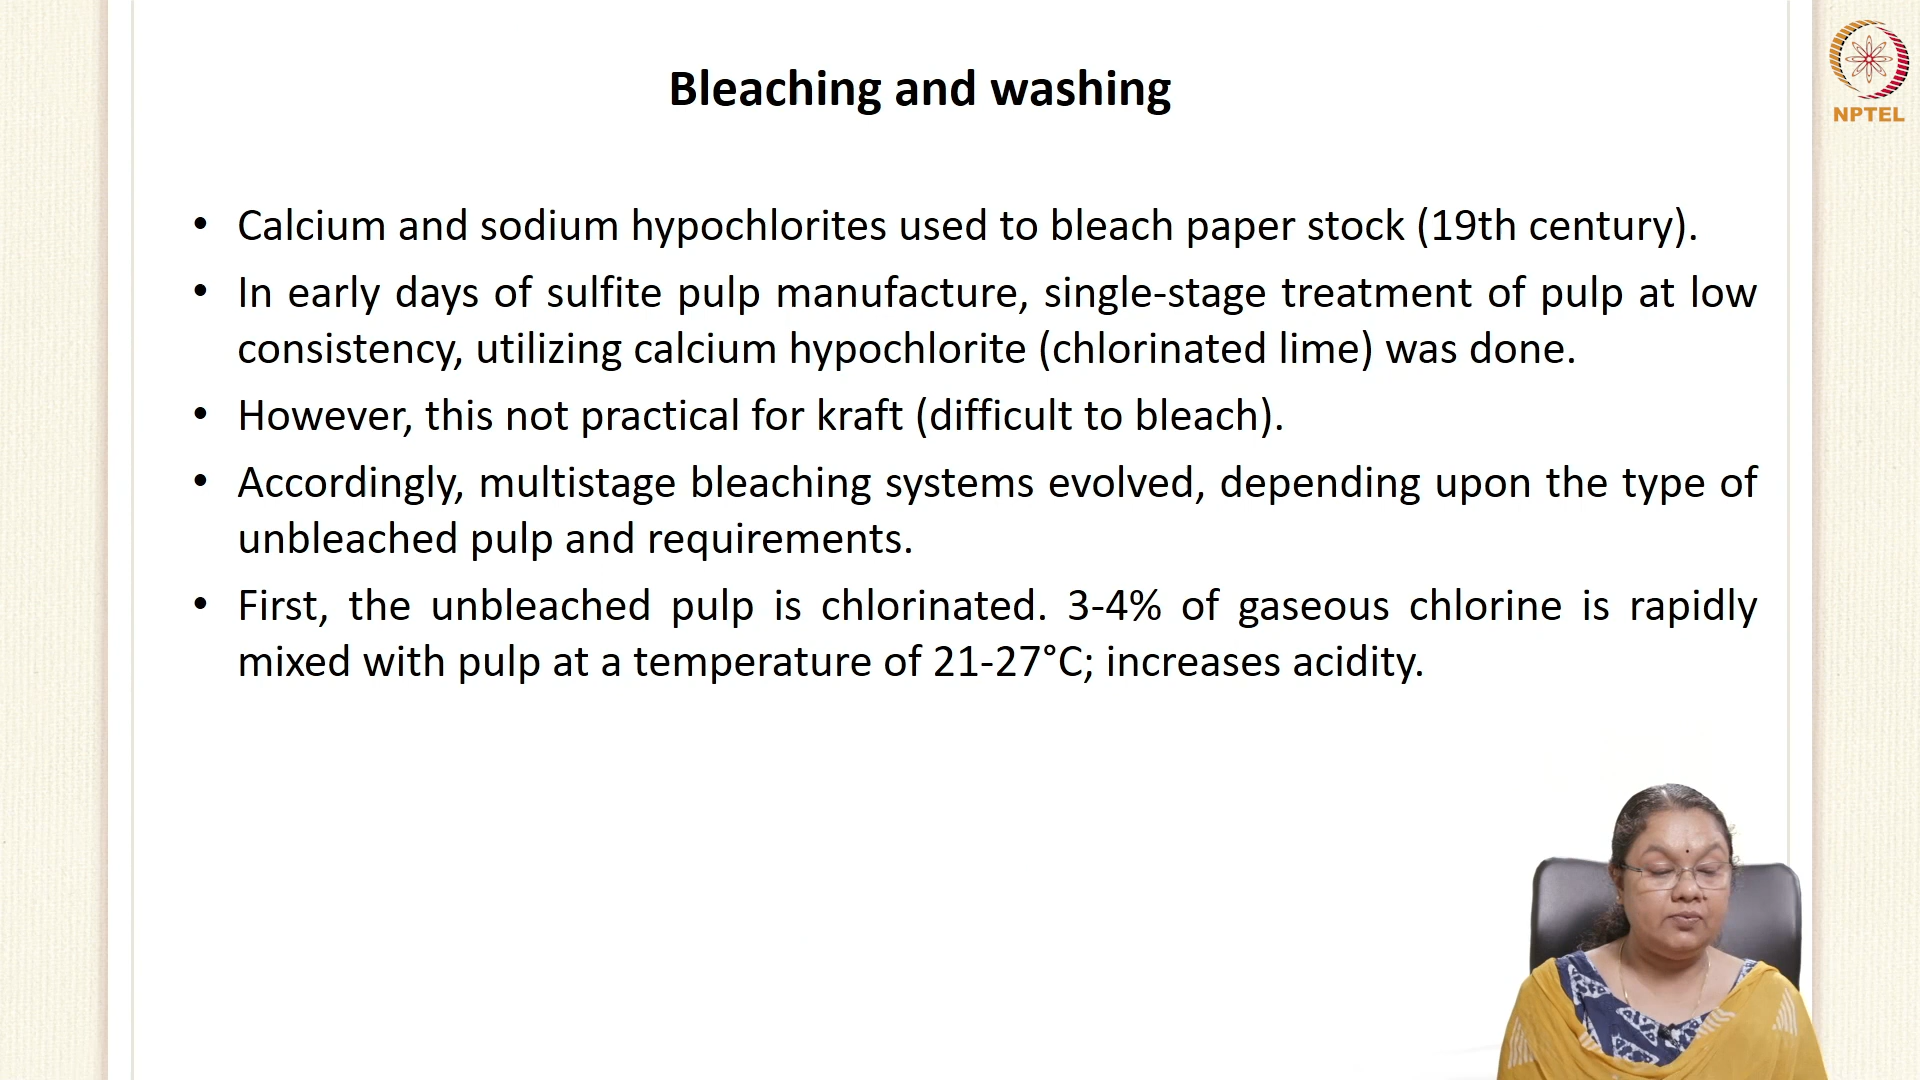 Bleaching and washing
NPTEL
• Calcium and sodium hypochlorites used to bleach paper stock (19th century).
• In early days of sulfite pulp manufacture, single-stage treatment of pulp at low
consistency, utilizing calcium hypochlorite (chlorinated lime) was done.
• However, this not practical for kraft (difficult to bleach).
• Accordingly, multistage bleaching systems evolved, depending upon the type of
unbleached pulp and requirements.
• First, the unbleached pulp is chlorinated. 3-4% of gaseous chlorine is rapidly
mixed with pulp at a temperature of 21-27°C; increases acidity.